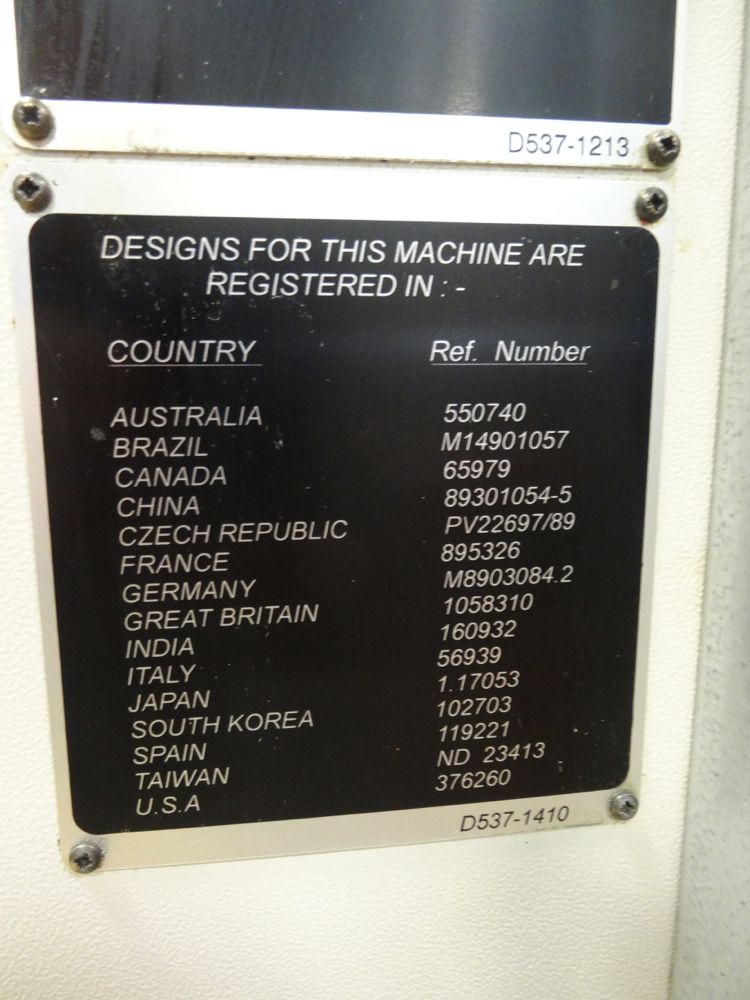 D537-1213
DESIGNS FOR THIS MACHINE ARE
REGISTERED IN : -
COUNTRY Ref. Number
AUSTRALIA 550740
BRAZIL M14901057
CANADA 65979
CHINA 89301054-5
CZECH REPUBLIC PV22697/89
FRANCE 895326
GERMANY M8903084.2
GREAT BRITAIN 1058310
INDIA 160932
ITALY 56939
JAPAN 1.17053
SOUTH KOREA 102703
SPAIN 119221
TAIWAN ND 23413
U.S.A 376260
D537-1410